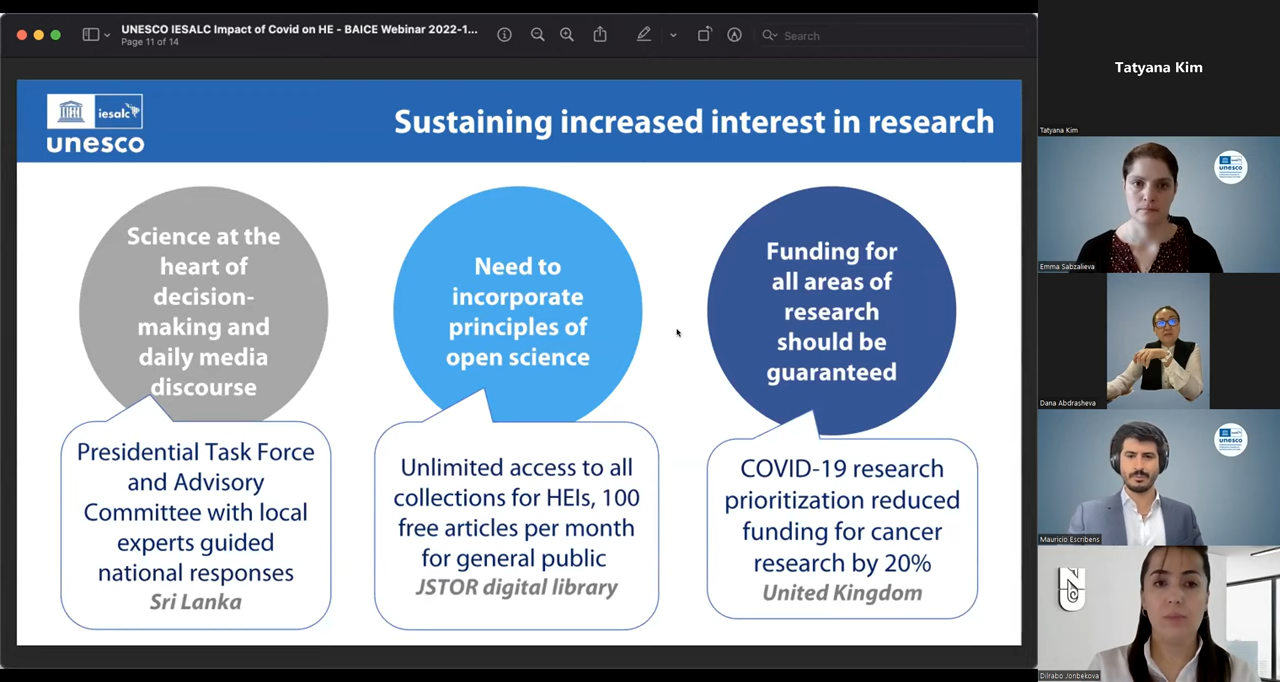 UNESCO IESALC Impact of Covid on HE - BAICE Webinar 2022-1...
Page 11 of 14
Search
iesalc
unesco
Sustaining increased interest in research
Science at the
heart of
decision-
making and
daily media
discourse
Presidential Task Force
and Advisory
Committee with local
experts guided
national responses
Sri Lanka
Need to
incorporate
principles of
open science
Unlimited access to all
collections for HEIs, 100
free articles per month
for general public
JSTOR digital library
Funding for
all areas of
research
should be
guaranteed
COVID-19 research
prioritization reduced
funding for cancer
research by 20%
United Kingdom
Tatyana Kim
Tatyana Kim
unesco
Emma Sabzalieva
Dana Abdrasheva
unesco
Mauricio Escribens
Dilrabo Jonbekova